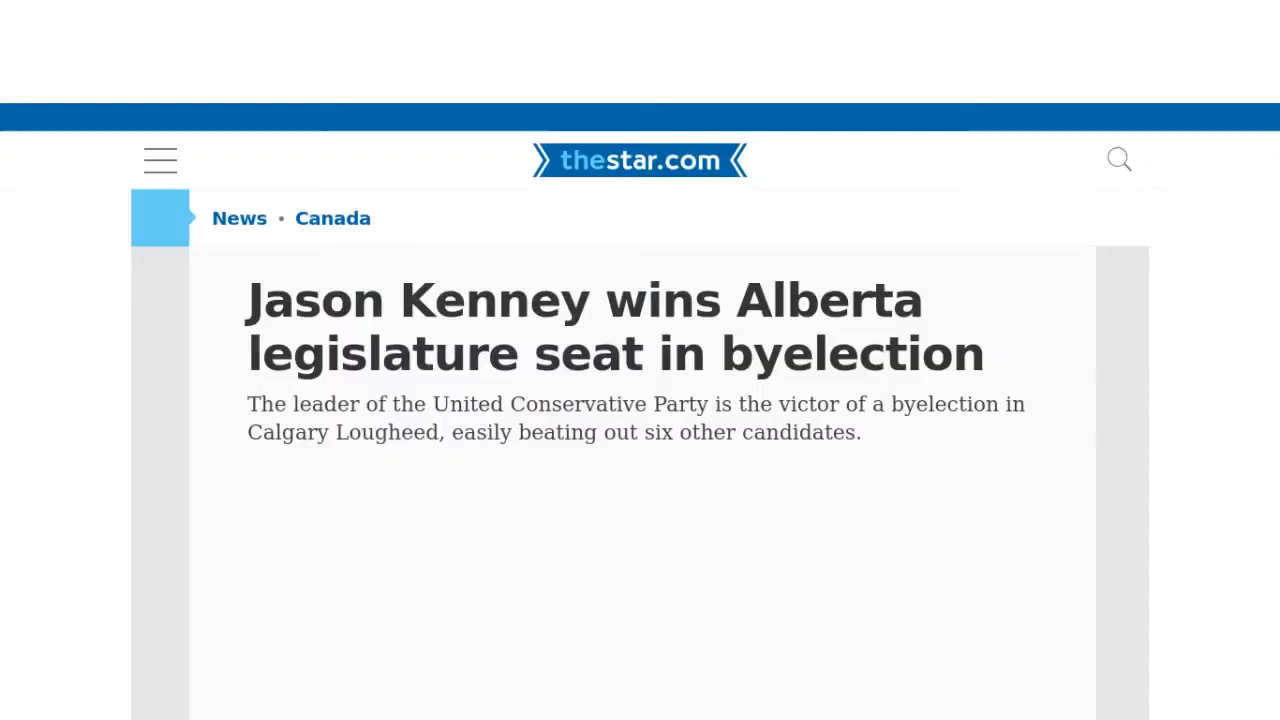 thestar.com
News • Canada
Jason Kenney wins Alberta
legislature seat in byelection
The leader of the United Conservative Party is the victor of a byelection in
Calgary Lougheed, easily beating out six other candidates.